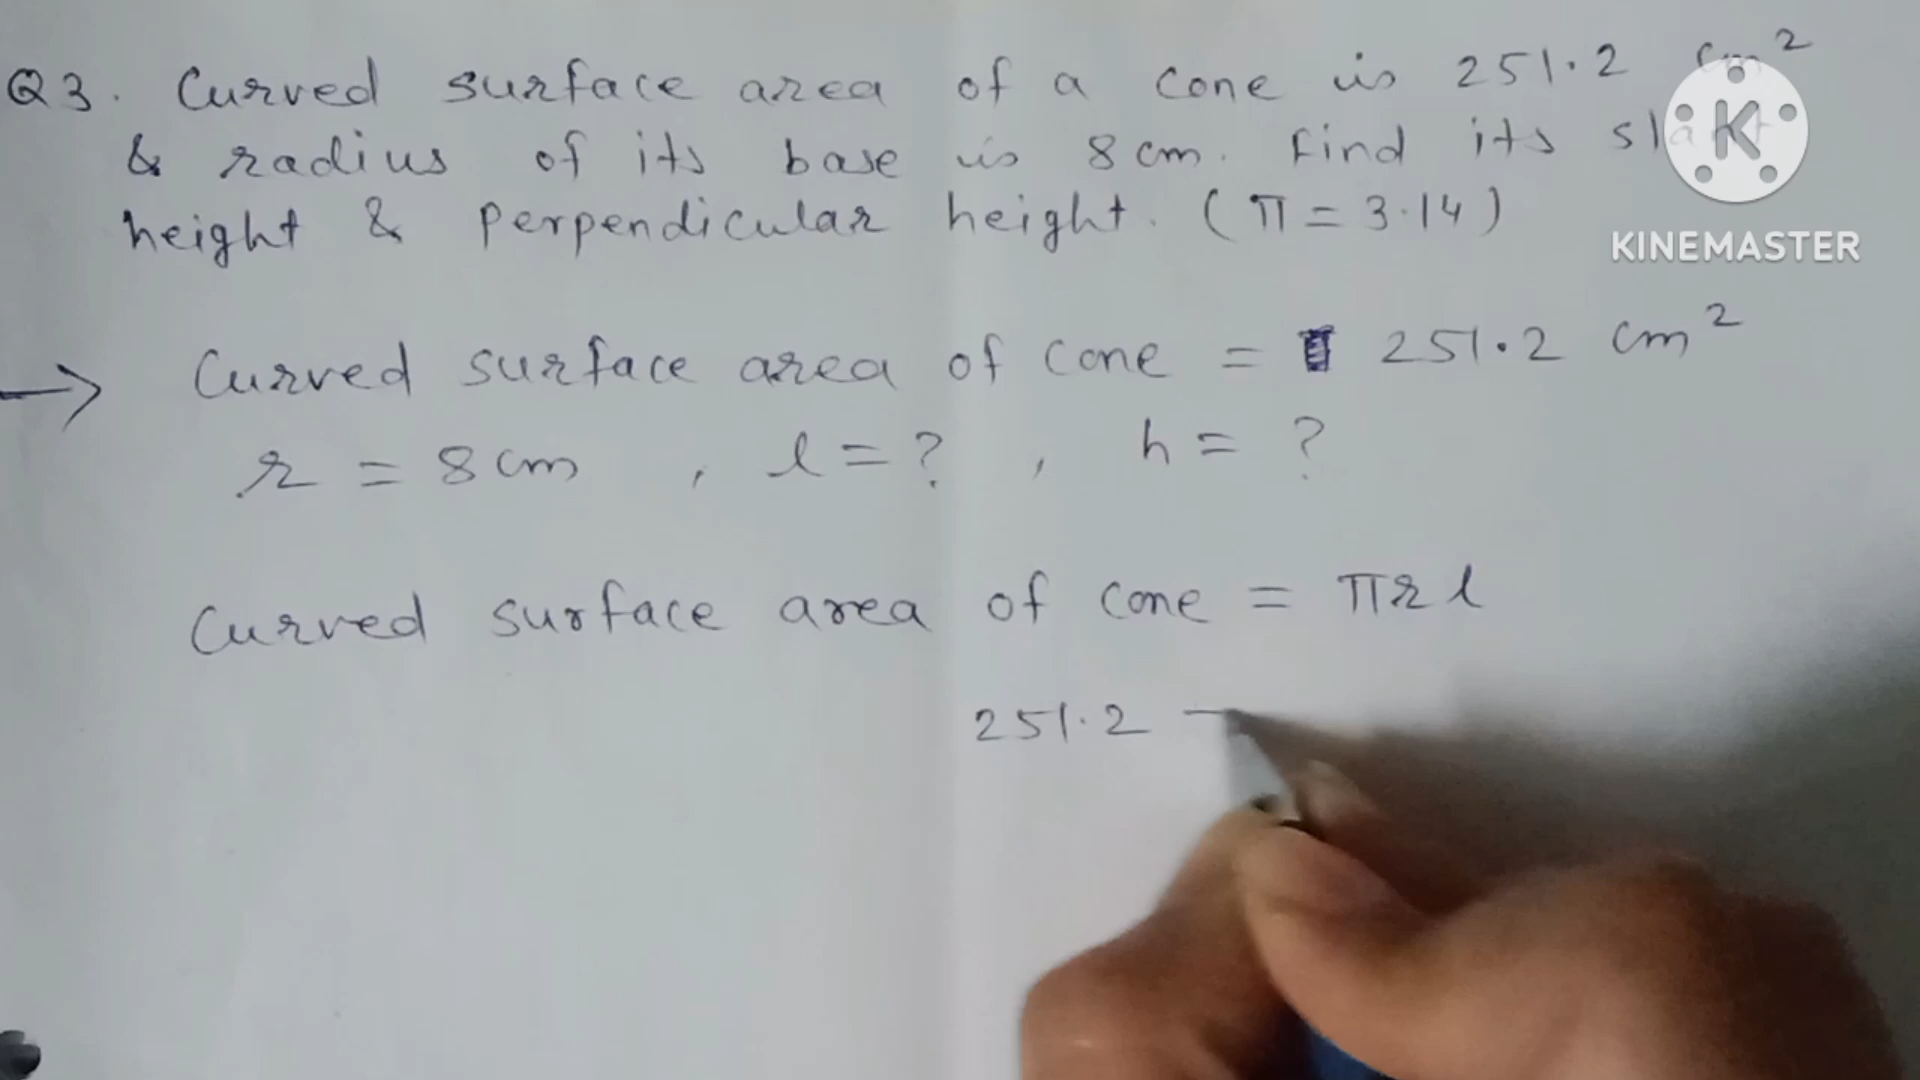 Q3. Curved surface area of a cone is 251.2 cm²
& radius of its base is 8 cm. Find its
height & perpendicular height. (π = 3.14)
K
KINEMASTER
Curved surface area of cone = 251.2 cm²
r = 8 cm , l = ? , h = ?
Curved surface area of cone = πrl
251.2